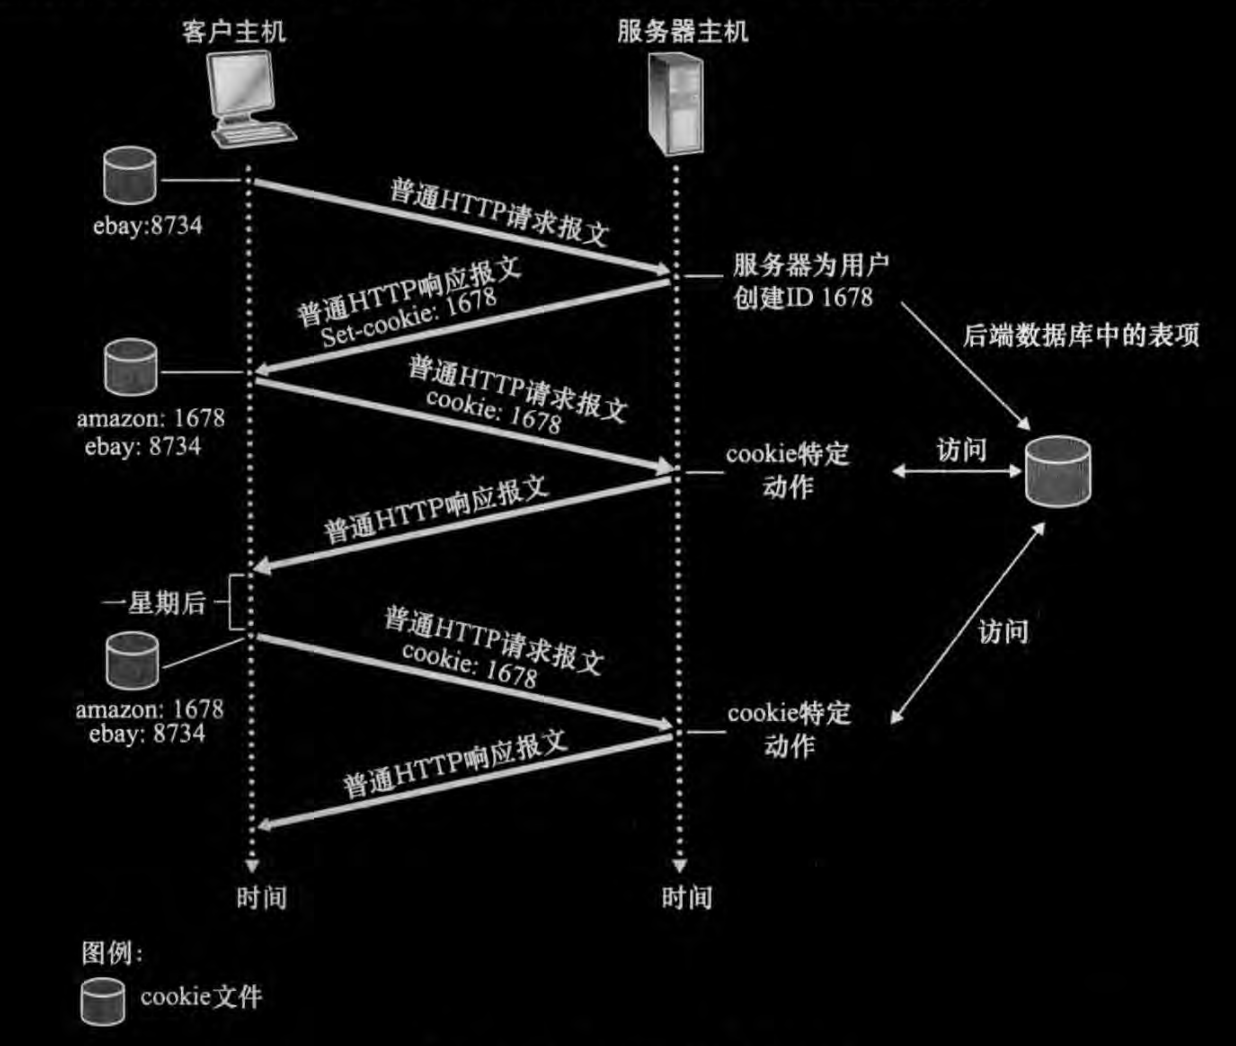 客户主机
服务器主机
ebay:8734
普通HTTP请求报文
服务器为用户
创建ID 1678
普通HTTP响应报文
Set-cookie: 1678
后端数据库中的表项
amazon: 1678
ebay: 8734
普通HTTP请求报文
cookie: 1678
cookie特定
动作
访问
普通HTTP响应报文
一星期后
普通HTTP请求报文
cookie: 1678
访问
amazon: 1678
ebay: 8734
cookie特定
动作
普通HTTP响应报文
时间
时间
图例：
cookie文件